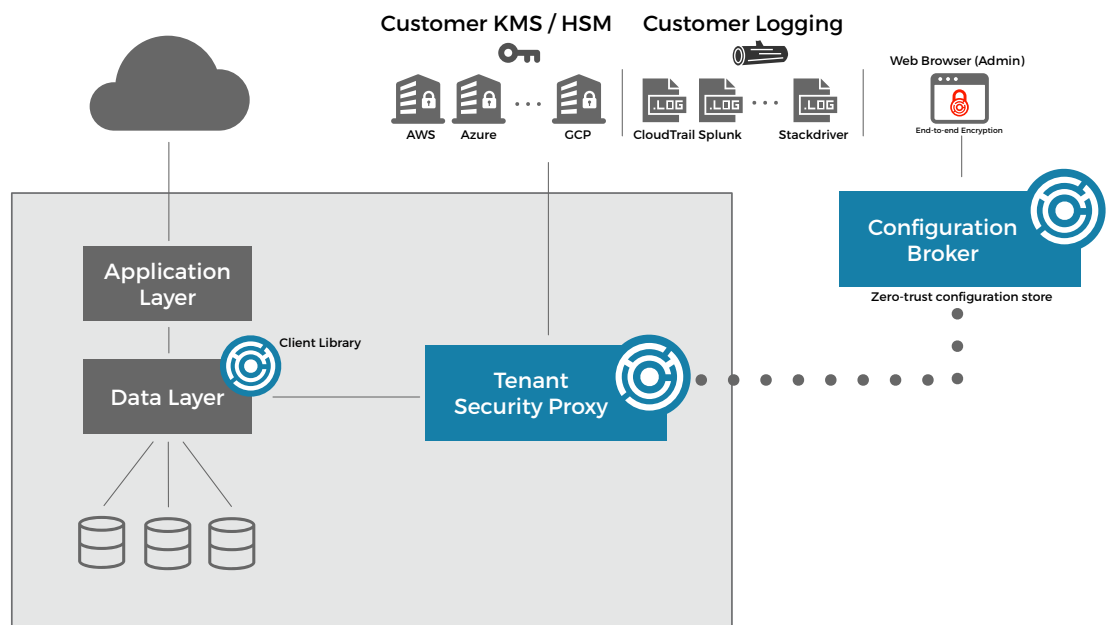 Customer KMS / HSM
Customer Logging
Web Browser (Admin)
.LOG
.LOG
.LOG
AWS
Azure
GCP
CloudTrail
Splunk
Stackdriver
End-to-end Encryption
Configuration
Broker
Zero-trust configuration store
Application
Layer
Client Library
Data Layer
Tenant
Security Proxy